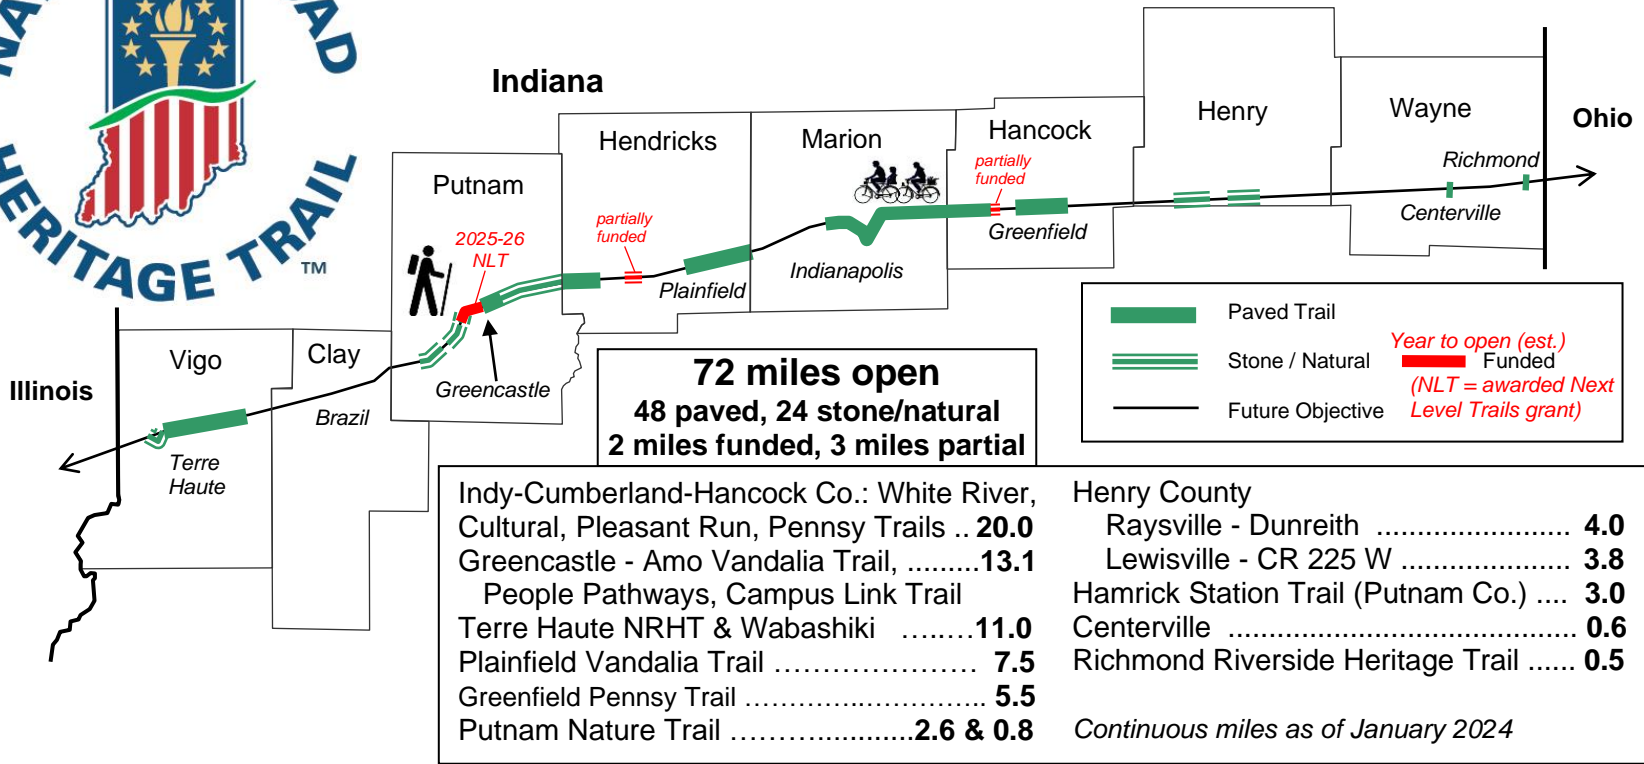 NA
AD
HERITAGE TRAIL
TM
Indiana
Illinois
Vigo
Clay
Putnam
Hendricks
Marion
Hancock
Henry
Wayne
Ohio
Terre
Haute
Brazil
Greencastle
2025-26
NLT
partially
funded
Plainfield
Indianapolis
partially
funded
Greenfield
Centerville
Richmond
Paved Trail
Stone / Natural
Future Objective
Year to open (est.)
Funded
(NLT = awarded Next
Level Trails grant)
72 miles open
48 paved, 24 stone/natural
2 miles funded, 3 miles partial
Indy-Cumberland-Hancock Co.: White River,
Cultural, Pleasant Run, Pennsy Trails .. 20.0
Greencastle - Amo Vandalia Trail, .........13.1
People Pathways, Campus Link Trail
Terre Haute NRHT & Wabashiki ….….11.0
Plainfield Vandalia Trail ………………… 7.5
Greenfield Pennsy Trail …………..………….. 5.5
Putnam Nature Trail ………............2.6 & 0.8
Henry County
Raysville - Dunreith ....................... 4.0
Lewisville - CR 225 W .................... 3.8
Hamrick Station Trail (Putnam Co.) .... 3.0
Centerville ......................................... 0.6
Richmond Riverside Heritage Trail ...... 0.5
Continuous miles as of January 2024